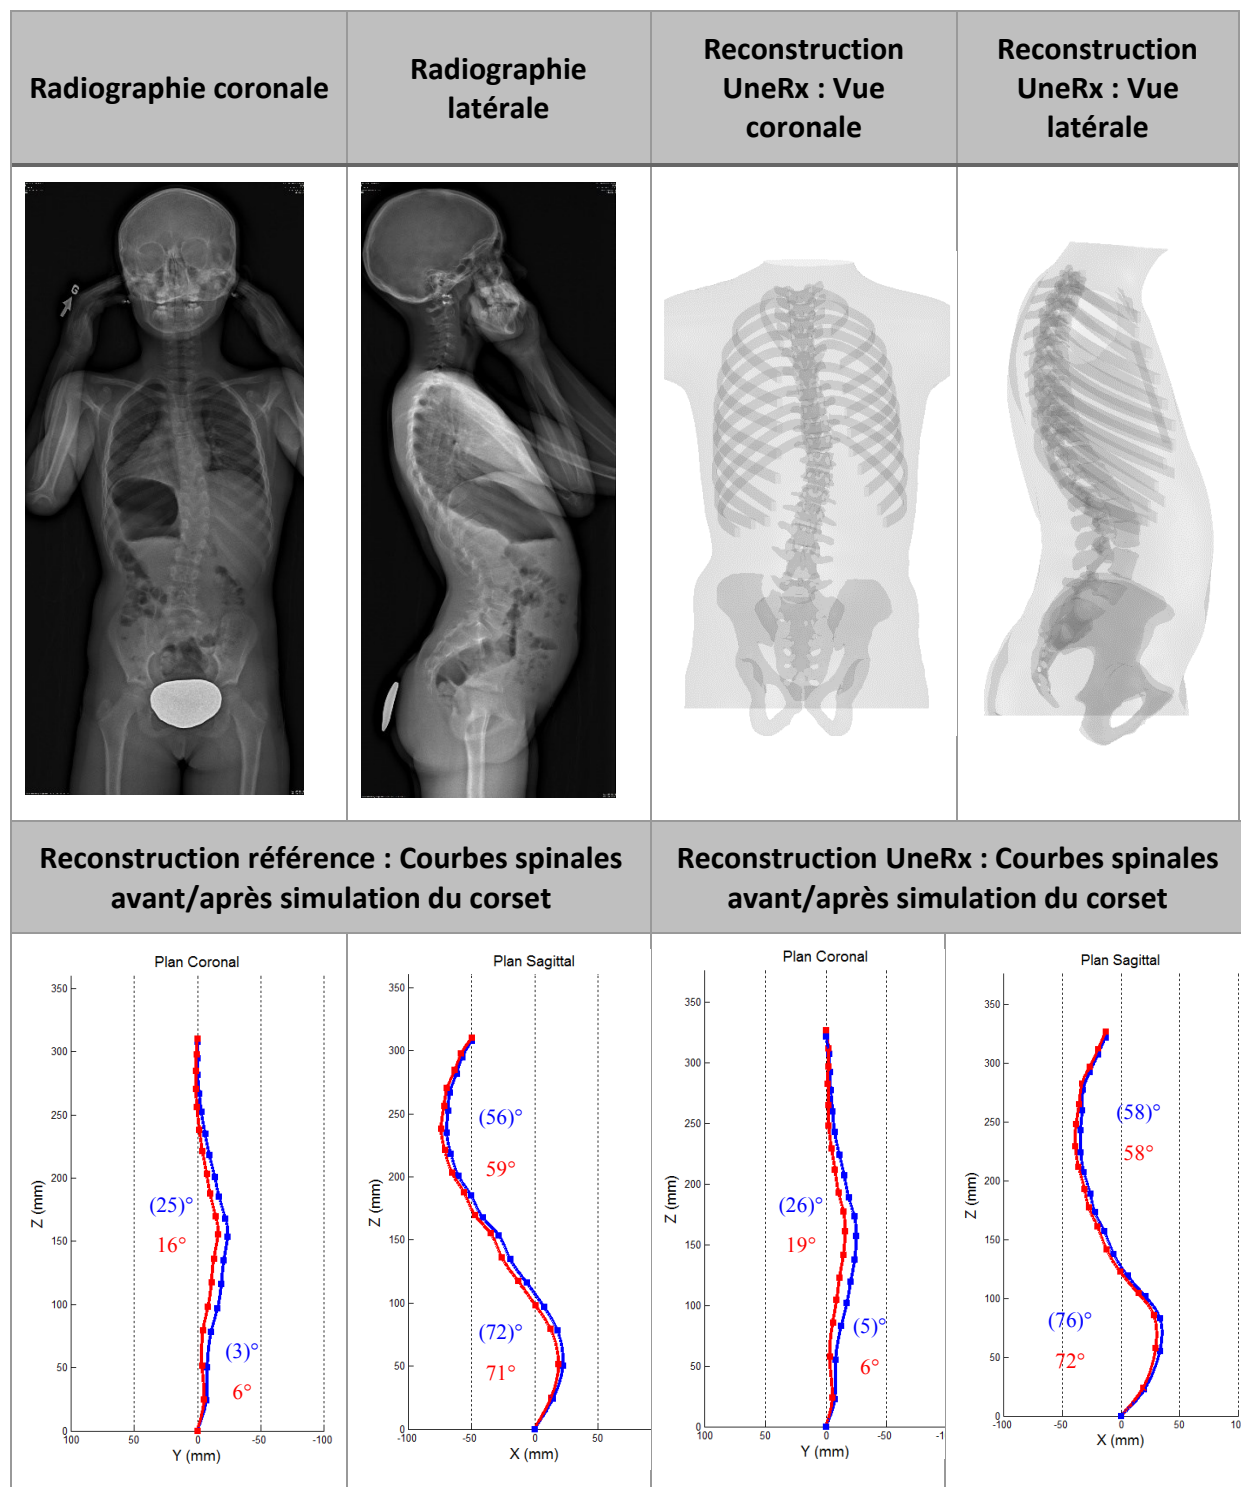 Radiographie coronale
Radiographie
latérale
Reconstruction
UneRx : Vue
coronale
Reconstruction
UneRx : Vue
latérale
G
Reconstruction référence : Courbes spinales
avant/après simulation du corset
Reconstruction UneRx : Courbes spinales
avant/après simulation du corset
Plan Coronal
350
300
250
200
150
100
50
0
Z (mm)
(25)°
16°
(3)°
6°
100
50
0
-50
-100
Y (mm)
Plan Sagittal
350
300
250
200
150
100
50
0
Z (mm)
(56)°
59°
(72)°
71°
-100
-50
0
50
X (mm)
Plan Coronal
350
300
250
200
150
100
50
0
Z (mm)
(26)°
19°
(5)°
6°
100
50
0
-50
-1
Y (mm)
Plan Sagittal
350
300
250
200
150
100
50
0
Z (mm)
(58)°
58°
(76)°
72°
-100
-50
0
50
10
X (mm)